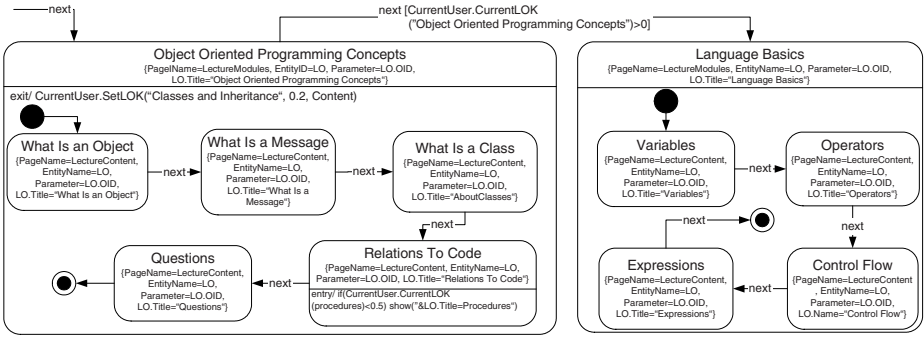 next
next [CurrentUser.CurrentLOK
("Object Oriented Programming Concepts")>0]
Object Oriented Programming Concepts
{PagelName=LectureModules, EntityID=LO, Parameter=LO.OID,
LO.Title="Object Oriented Programming Concepts"}
exit/ CurrentUser.SetLOK("Classes and Inheritance", 0.2, Content)
What Is an Object
{PageName=LectureContent,
EntityName=LO,
Parameter=LO.OID,
LO.Title="What Is an Object"}
next
What Is a Message
{PageName=LectureContent,
EntityName=LO,
Parameter=LO.OID,
LO.Title="What Is a
Message"}
next
What Is a Class
{PageName=LectureContent,
EntityName=LO,
Parameter=LO.OID,
LO.Title="AboutClasses"}
next
Relations To Code
{PageName=LectureContent, EntityName=LO,
Parameter=LO.OID, LO.Title="Relations To Code"}
entry/ if(CurrentUser.CurrentLOK
(procedures)<0.5) show("&LO.Title=Procedures")
next
Questions
{PageName=LectureContent,
EntityName=LO,
Parameter=LO.OID,
LO.Title="Questions"}
Language Basics
{PageName=LectureModules, EntityName=LO, Parameter=LO.OID,
LO.Title="Language Basics"}
Variables
{PageName=LectureContent,
EntityName=LO,
Parameter=LO.OID,
LO.Title="Variables"}
next
Operators
{PageName=LectureContent,
EntityName=LO,
Parameter=LO.OID,
LO.Title="Operators"}
next
Control Flow
{PageName=LectureContent
, EntityName=LO,
Parameter=LO.OID,
LO.Name="Control Flow"}
next
Expressions
{PageName=LectureContent,
EntityName=LO,
Parameter=LO.OID,
LO.Title="Expressions"}
next